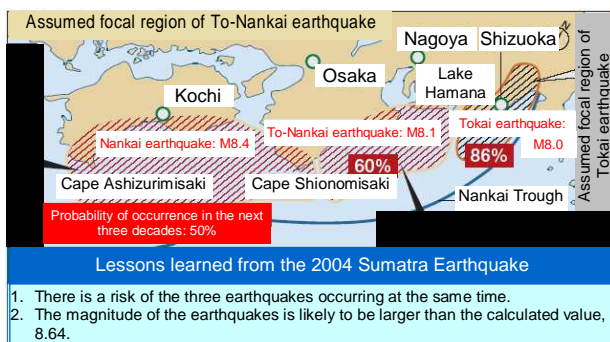 Assumed focal region of To-Nankai earthquake
Assumed focal region of
Tokai earthquake
Nagoya
Shizuoka
Osaka
Lake
Hamana
Kochi
Nankai earthquake: M8.4
To-Nankai earthquake: M8.1
Tokai earthquake:
M8.0
60%
86%
Cape Ashizurimisaki
Cape Shionomisaki
Nankai Trough
Probability of occurrence in the next
three decades: 50%
Lessons learned from the 2004 Sumatra Earthquake
1. There is a risk of the three earthquakes occurring at the same time.
2. The magnitude of the earthquakes is likely to be larger than the calculated value,
8.64.